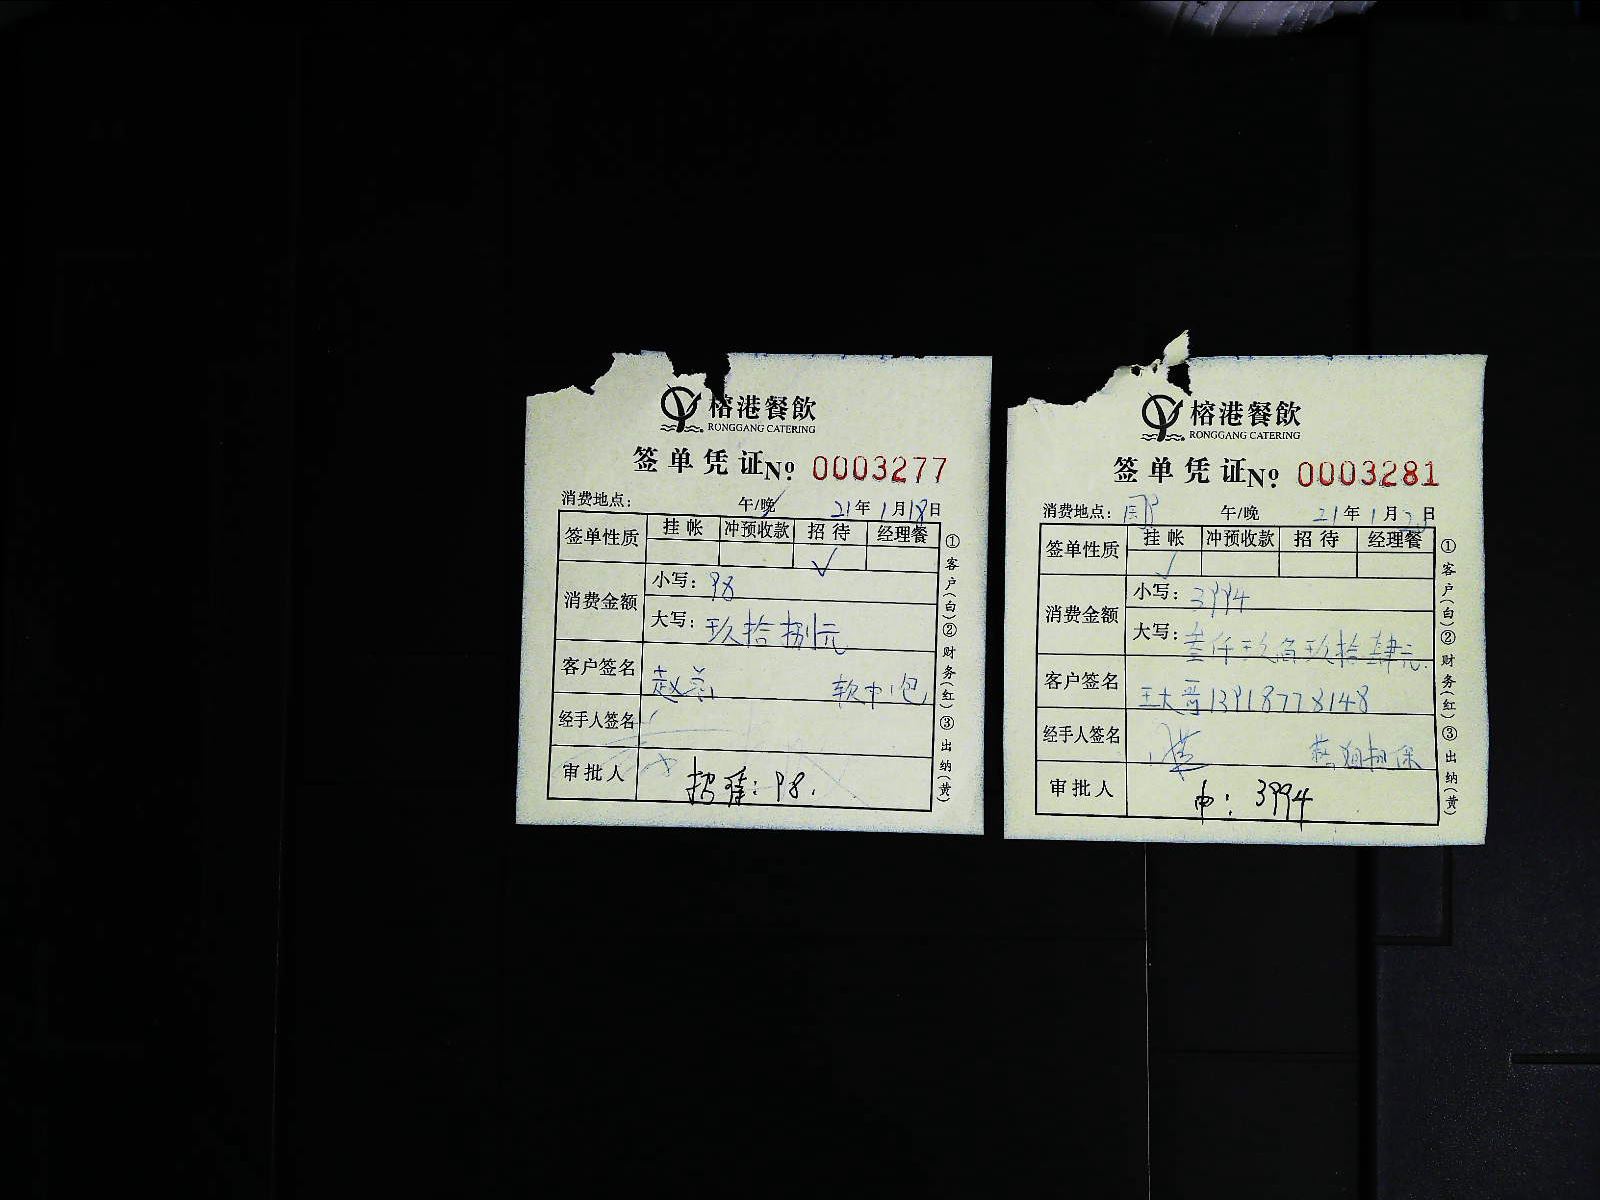 榕港餐飲
RONGGANG CATERING
签单凭证 No: 0003277
消费地点: 午/晚 21年1月18日
签单性质 挂帐 冲预收款 招待 经理餐
√
消费金额 小写: 98
大写: 玖拾捌元
客户签名 赵 软中1包
经手人签名
审批人 招待: 98.
①客户(白)②财务(红)③出纳(黄)
榕港餐飲
RONGGANG CATERING
签单凭证 No: 0003281
消费地点: 午/晚 21年1月 日
签单性质 挂帐 冲预收款 招待 经理餐
√
消费金额 小写: 3994
大写: 叁仟玖佰玖拾肆元.
客户签名 王大哥13918778148
经手人签名 担保
审批人 3994
①客户(白)②财务(红)③出纳(黄)